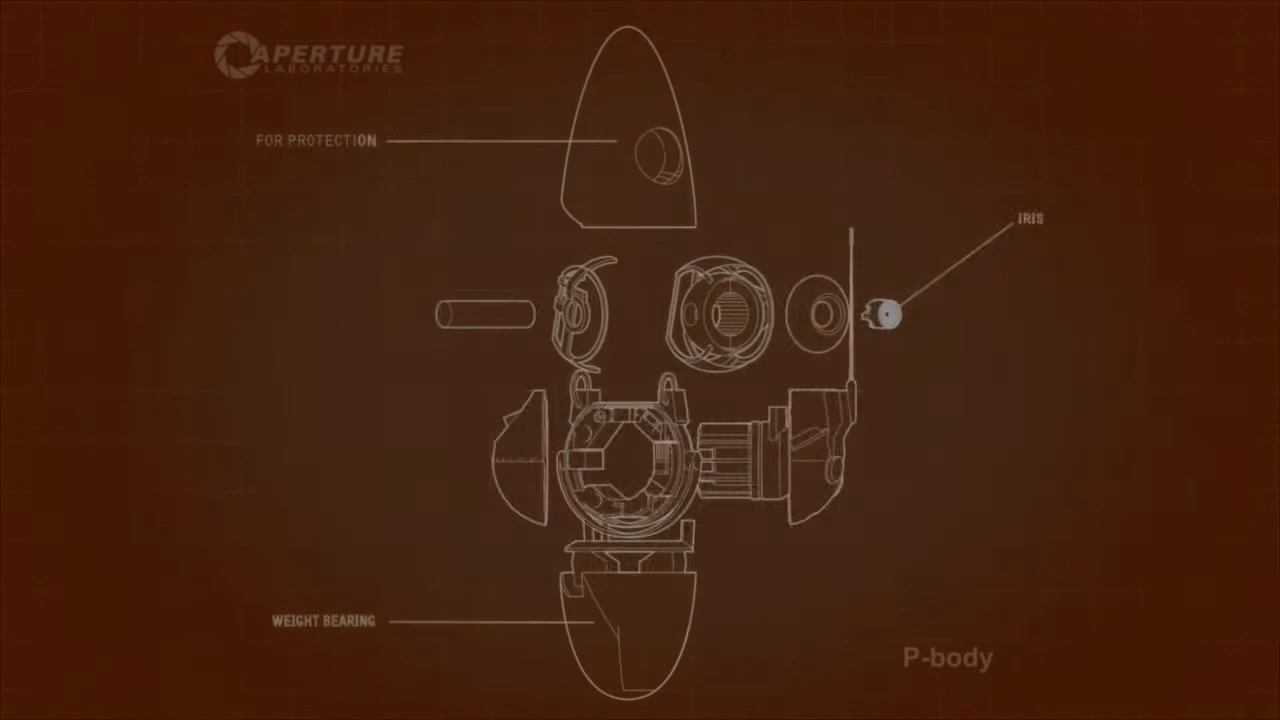 APERTURE
LABORATORIES
FOR PROTECTION
IRIS
WEIGHT BEARING
P-body